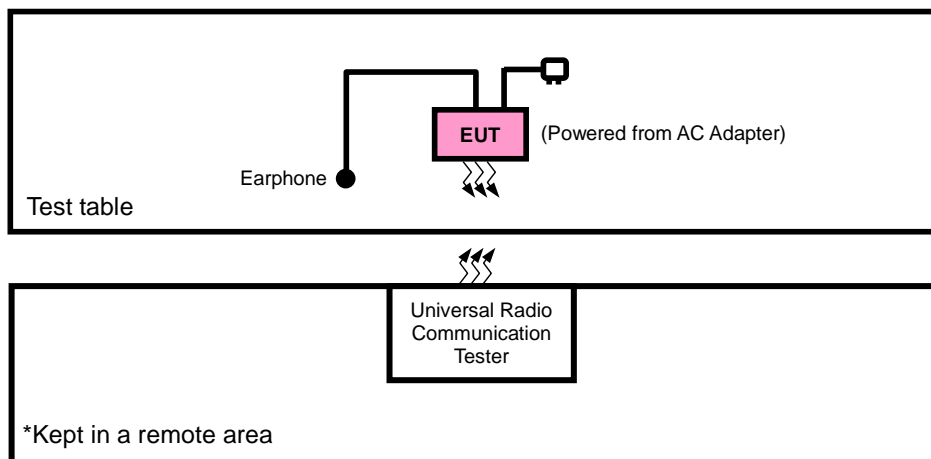 EUT
(Powered from AC Adapter)
Earphone
Test table
Universal Radio
Communication
Tester
*Kept in a remote area